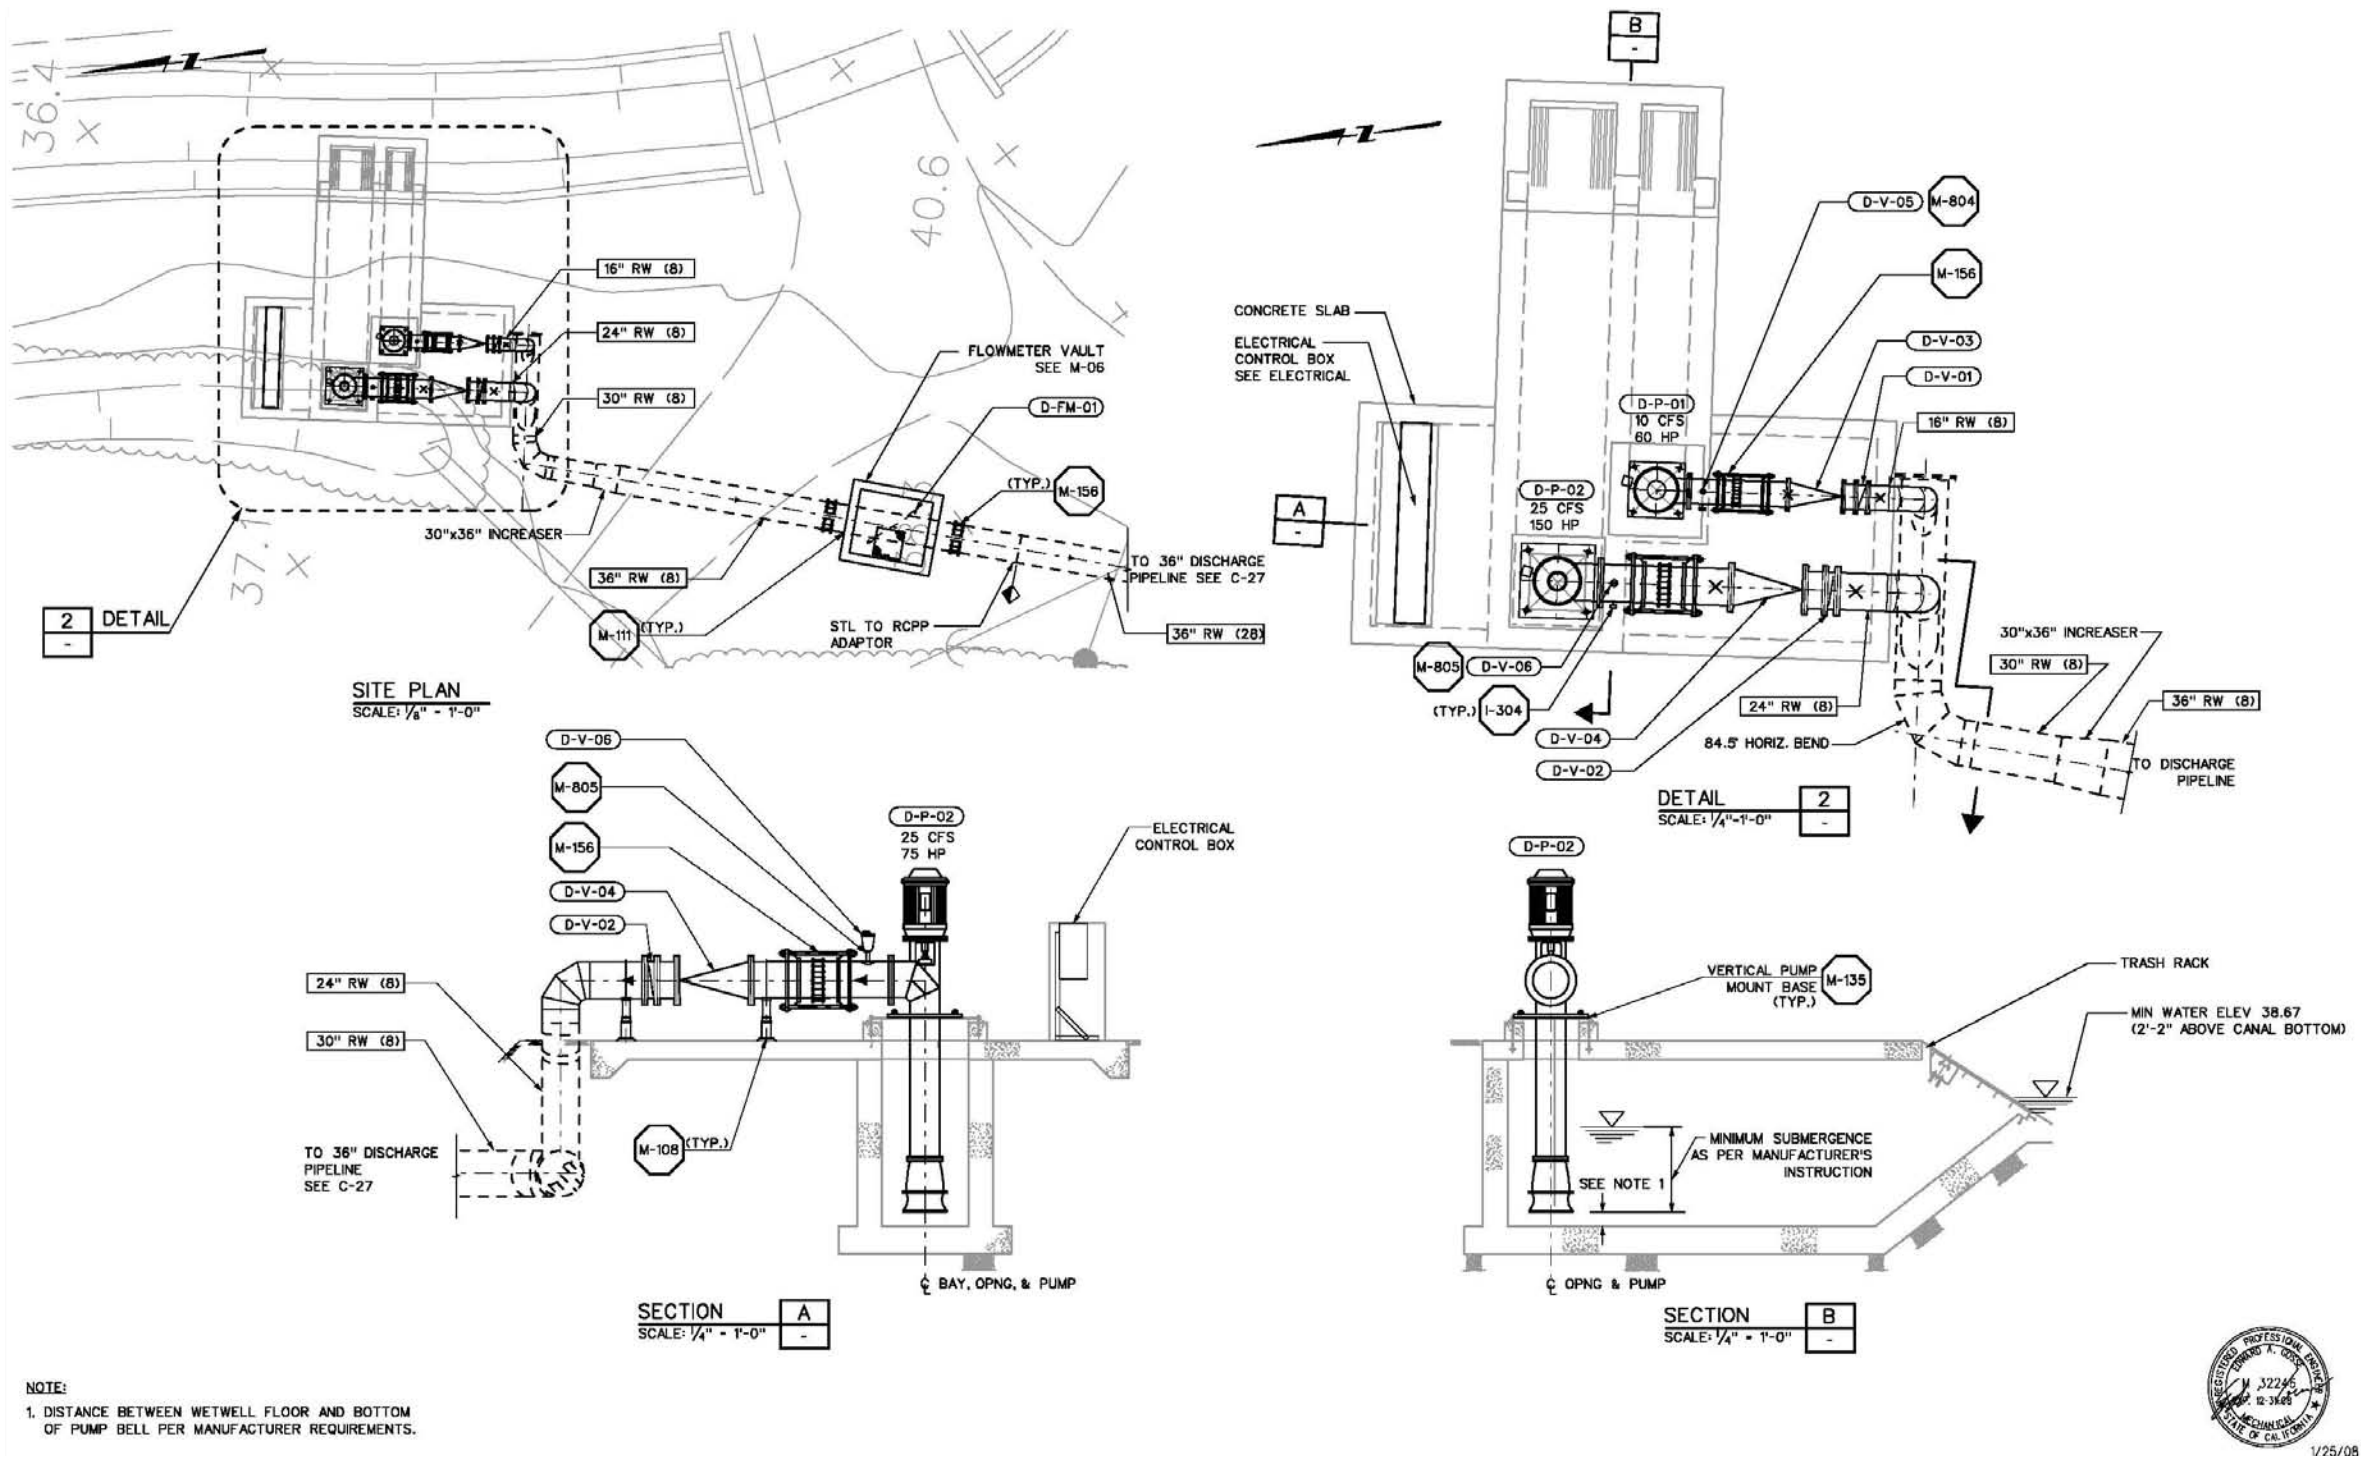 Z
36.4
16" RW (8)
24" RW (8)
30" RW (8)
40.6
FLOWMETER VAULT
SEE M-06
D-FM-01
(TYP.)
M-156
30"x36" INCREASER
36" RW (8)
M-111
(TYP.)
STL TO RCPP
ADAPTOR
TO 36" DISCHARGE
PIPELINE SEE C-27
36" RW (28)
37.1
2
-
DETAIL
SITE PLAN
SCALE: 1/8" - 1'-0"
B
-
Z
D-V-05
M-804
M-156
D-V-03
D-V-01
16" RW (8)
CONCRETE SLAB
ELECTRICAL
CONTROL BOX
SEE ELECTRICAL
D-P-01
10 CFS
60 HP
A
-
D-P-02
25 CFS
150 HP
M-805
D-V-06
(TYP.)
I-304
D-V-04
D-V-02
24" RW (8)
84.5° HORIZ. BEND
30"x36" INCREASER
30" RW (8)
36" RW (8)
TO DISCHARGE
PIPELINE
DETAIL
2
-
SCALE: 1/4"-1'-0"
D-V-06
M-805
M-156
D-V-04
D-V-02
D-P-02
25 CFS
75 HP
ELECTRICAL
CONTROL BOX
24" RW (8)
30" RW (8)
TO 36" DISCHARGE
PIPELINE
SEE C-27
M-108
(TYP.)
℄ BAY, OPNG, & PUMP
SECTION
A
-
SCALE: 1/4" - 1'-0"
D-P-02
VERTICAL PUMP
MOUNT BASE
(TYP.)
M-135
TRASH RACK
MIN WATER ELEV 38.67
(2'-2" ABOVE CANAL BOTTOM)
MINIMUM SUBMERGENCE
AS PER MANUFACTURER'S
INSTRUCTION
SEE NOTE 1
℄ OPNG & PUMP
SECTION
B
-
SCALE: 1/4" = 1'-0"
NOTE:
1. DISTANCE BETWEEN WETWELL FLOOR AND BOTTOM
OF PUMP BELL PER MANUFACTURER REQUIREMENTS.
REGISTERED PROFESSIONAL ENGINEER
EDWARD A. GOSSE
M 32246
12-31-08
MECHANICAL
STATE OF CALIFORNIA
1/25/08